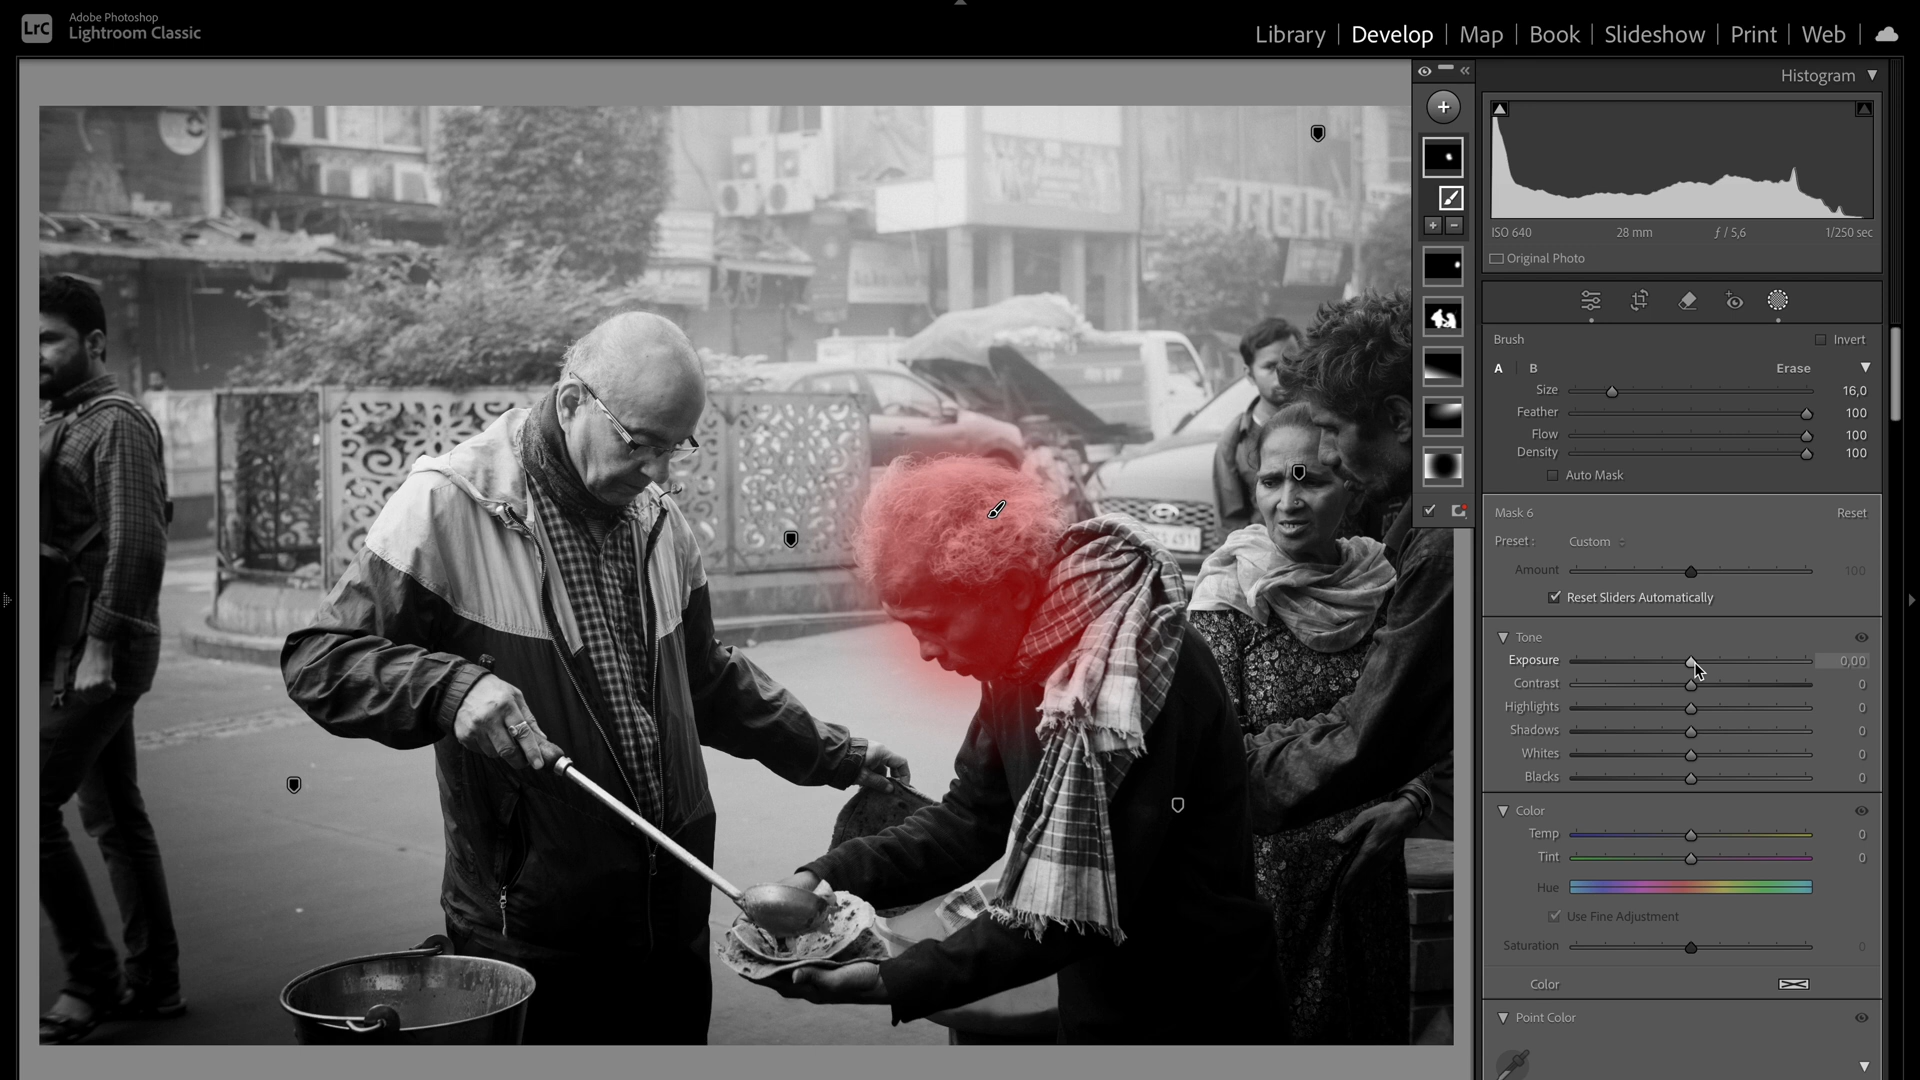 LrC
Adobe Photoshop
Lightroom Classic
Library | Develop | Map | Book | Slideshow | Print | Web
Histogram
ISO 640 28 mm ƒ / 5,6 1/250 sec
Original Photo
Brush Invert
A B Erase
Size 16,0
Feather 100
Flow 100
Density 100
Auto Mask
Mask 6 Reset
Preset : Custom
Amount 100
Reset Sliders Automatically
Tone
Exposure 0,00
Contrast 0
Highlights 0
Shadows 0
Whites 0
Blacks 0
Color
Temp 0
Tint 0
Hue
Use Fine Adjustment
Saturation 0
Color
Point Color